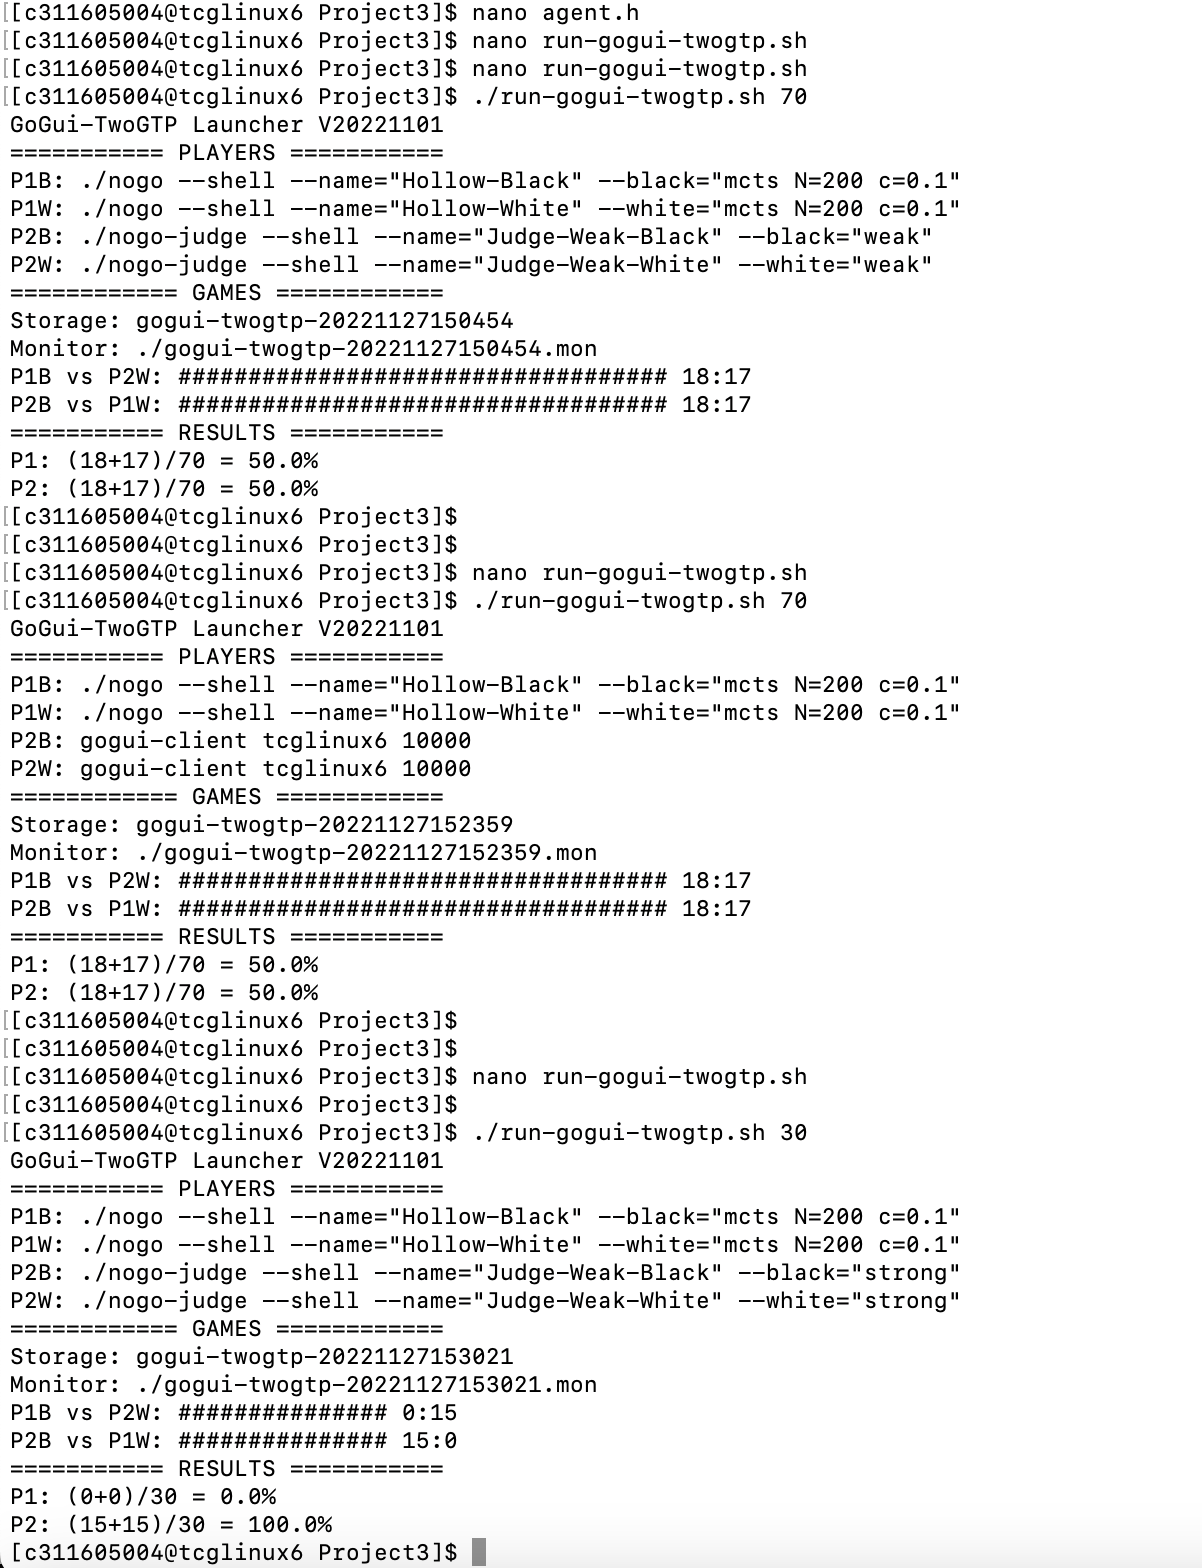 [[c311605004@tcglinux6 Project3]$ nano agent.h
[[c311605004@tcglinux6 Project3]$ nano run-gogui-twogtp.sh
[[c311605004@tcglinux6 Project3]$ nano run-gogui-twogtp.sh
[[c311605004@tcglinux6 Project3]$ ./run-gogui-twogtp.sh 70
GoGui-TwoGTP Launcher V20221101
=========== PLAYERS ===========
P1B: ./nogo --shell --name="Hollow-Black" --black="mcts N=200 c=0.1"
P1W: ./nogo --shell --name="Hollow-White" --white="mcts N=200 c=0.1"
P2B: ./nogo-judge --shell --name="Judge-Weak-Black" --black="weak"
P2W: ./nogo-judge --shell --name="Judge-Weak-White" --white="weak"
============ GAMES ============
Storage: gogui-twogtp-20221127150454
Monitor: ./gogui-twogtp-20221127150454.mon
P1B vs P2W: ################################### 18:17
P2B vs P1W: ################################### 18:17
=========== RESULTS ===========
P1: (18+17)/70 = 50.0%
P2: (18+17)/70 = 50.0%
[[c311605004@tcglinux6 Project3]$
[[c311605004@tcglinux6 Project3]$
[[c311605004@tcglinux6 Project3]$ nano run-gogui-twogtp.sh
[[c311605004@tcglinux6 Project3]$ ./run-gogui-twogtp.sh 70
GoGui-TwoGTP Launcher V20221101
=========== PLAYERS ===========
P1B: ./nogo --shell --name="Hollow-Black" --black="mcts N=200 c=0.1"
P1W: ./nogo --shell --name="Hollow-White" --white="mcts N=200 c=0.1"
P2B: gogui-client tcglinux6 10000
P2W: gogui-client tcglinux6 10000
============ GAMES ============
Storage: gogui-twogtp-20221127152359
Monitor: ./gogui-twogtp-20221127152359.mon
P1B vs P2W: ################################### 18:17
P2B vs P1W: ################################### 18:17
=========== RESULTS ===========
P1: (18+17)/70 = 50.0%
P2: (18+17)/70 = 50.0%
[[c311605004@tcglinux6 Project3]$
[[c311605004@tcglinux6 Project3]$
[[c311605004@tcglinux6 Project3]$ nano run-gogui-twogtp.sh
[[c311605004@tcglinux6 Project3]$
[[c311605004@tcglinux6 Project3]$ ./run-gogui-twogtp.sh 30
GoGui-TwoGTP Launcher V20221101
=========== PLAYERS ===========
P1B: ./nogo --shell --name="Hollow-Black" --black="mcts N=200 c=0.1"
P1W: ./nogo --shell --name="Hollow-White" --white="mcts N=200 c=0.1"
P2B: ./nogo-judge --shell --name="Judge-Weak-Black" --black="strong"
P2W: ./nogo-judge --shell --name="Judge-Weak-White" --white="strong"
============ GAMES ============
Storage: gogui-twogtp-20221127153021
Monitor: ./gogui-twogtp-20221127153021.mon
P1B vs P2W: ############### 0:15
P2B vs P1W: ############### 15:0
=========== RESULTS ===========
P1: (0+0)/30 = 0.0%
P2: (15+15)/30 = 100.0%
[c311605004@tcglinux6 Project3]$